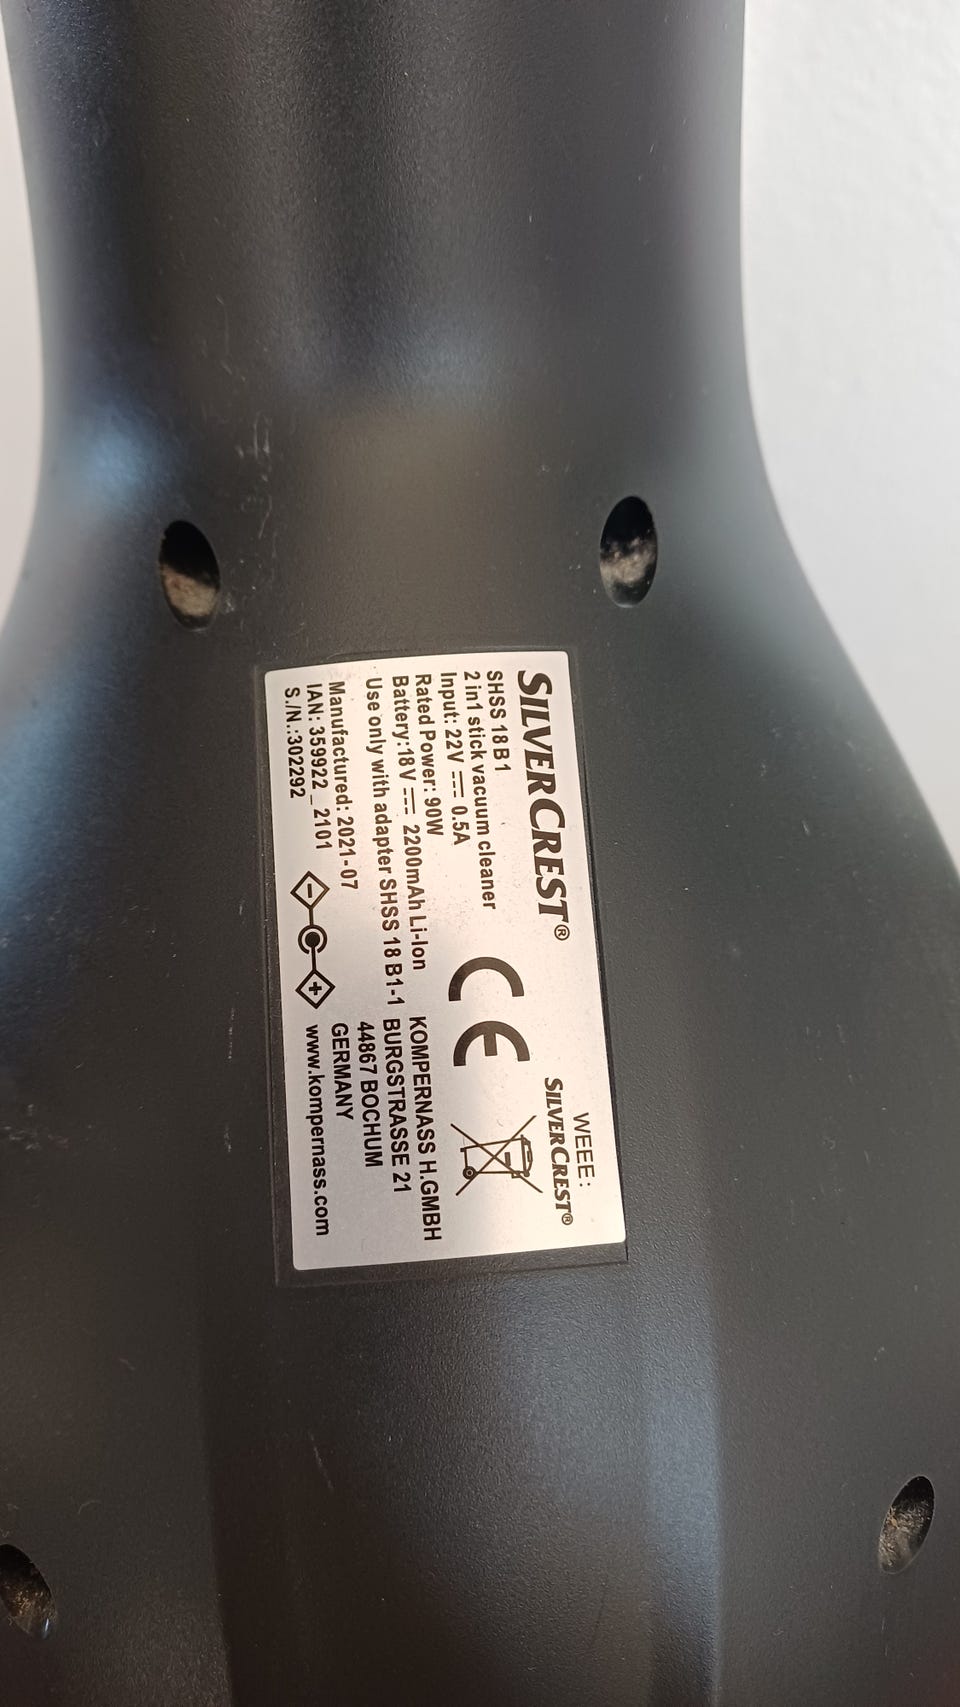 SILVERCREST®
SHSS 18 B1
2 in1 stick vacuum cleaner
Input: 22V ⎓ 0.5A
Rated Power: 90W
Battery:18V ⎓ 2200mAh Li-Ion
Use only with adapter SHSS 18 B1-1
Manufactured: 2021-07
IAN: 359922_2101
S./N.:302292
- +
CE
WEEE:
SILVERCREST®
KOMPERNASS H.GMBH
BURGSTRASSE 21
44867 BOCHUM
GERMANY
www.kompernass.com